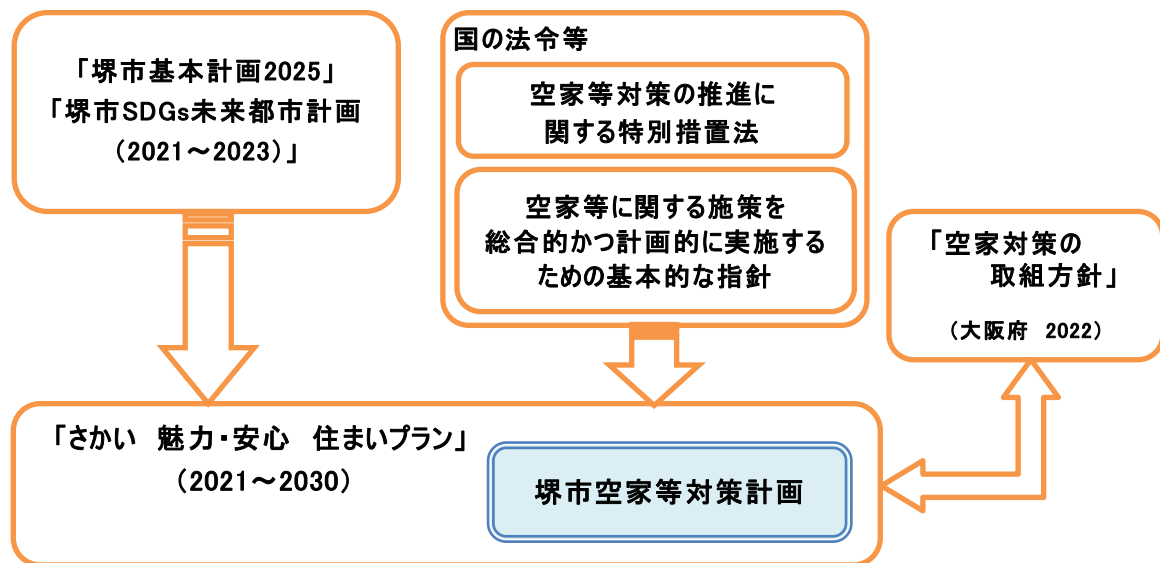 「堺市基本計画2025」
「堺市SDGs未来都市計画
（2021～2023）」
国の法令等
空家等対策の推進に
関する特別措置法
空家等に関する施策を
総合的かつ計画的に実施する
ための基本的な指針
「空家対策の
取組方針」
（大阪府　2022）
「さかい　魅力・安心　住まいプラン」
（2021～2030）
堺市空家等対策計画